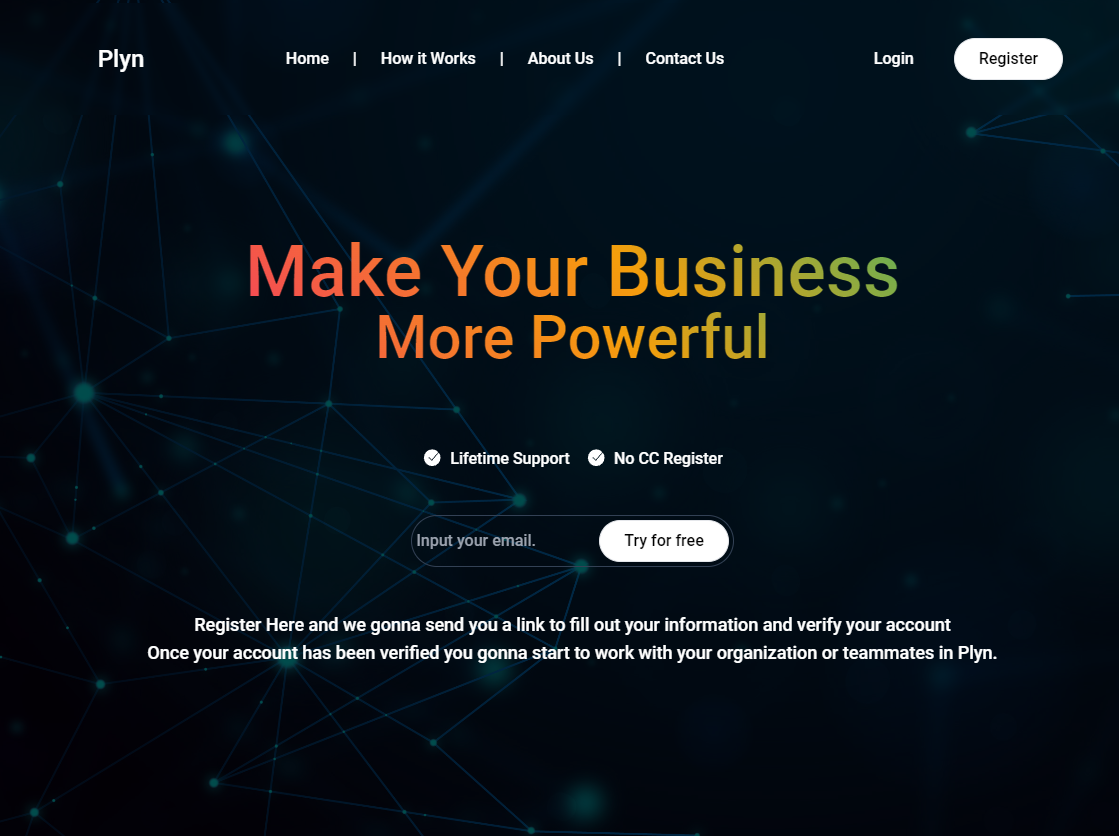 Plyn Home | How it Works | About Us | Contact Us Login Register
Make Your Business
More Powerful
Lifetime Support No CC Register
Input your email. Try for free
Register Here and we gonna send you a link to fill out your information and verify your account
Once your account has been verified you gonna start to work with your organization or teammates in Plyn.